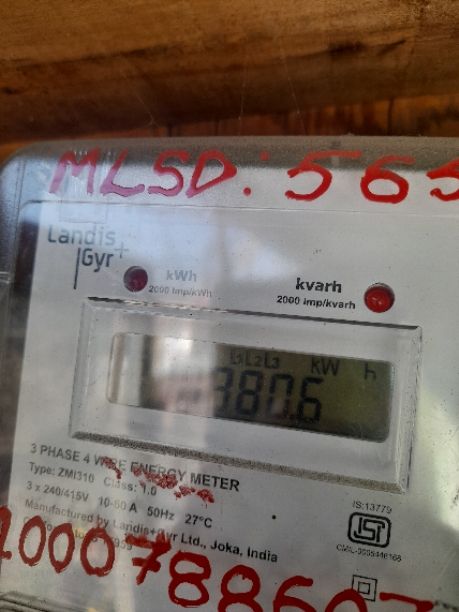 MLSD: 565
Landis
Gyr+
kWh
2000 imp/kWh
kvarh
2000 imp/kvarh
L1 L2 L3 kW h
380.6
3 PHASE 4 WIRE ENERGY METER
Type: ZMI310 Class: 1.0
3 x 240/415V 10-60 A 50Hz 27°C
Manufactured by Landis+Gyr Ltd., Joka, India
IS:13779